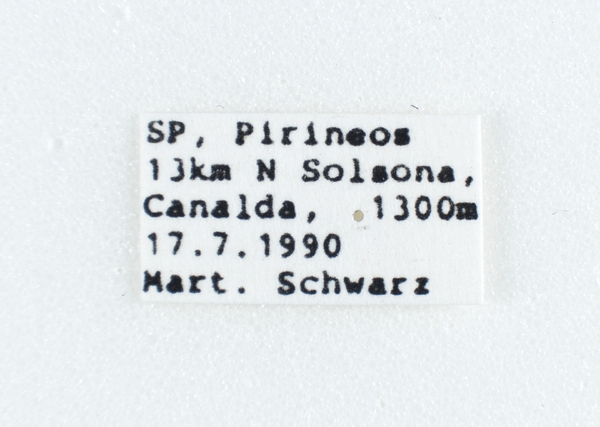 SP, Pirineos
13km N Solsona,
Canalda, 1300m
17.7.1990
Mart. Schwarz